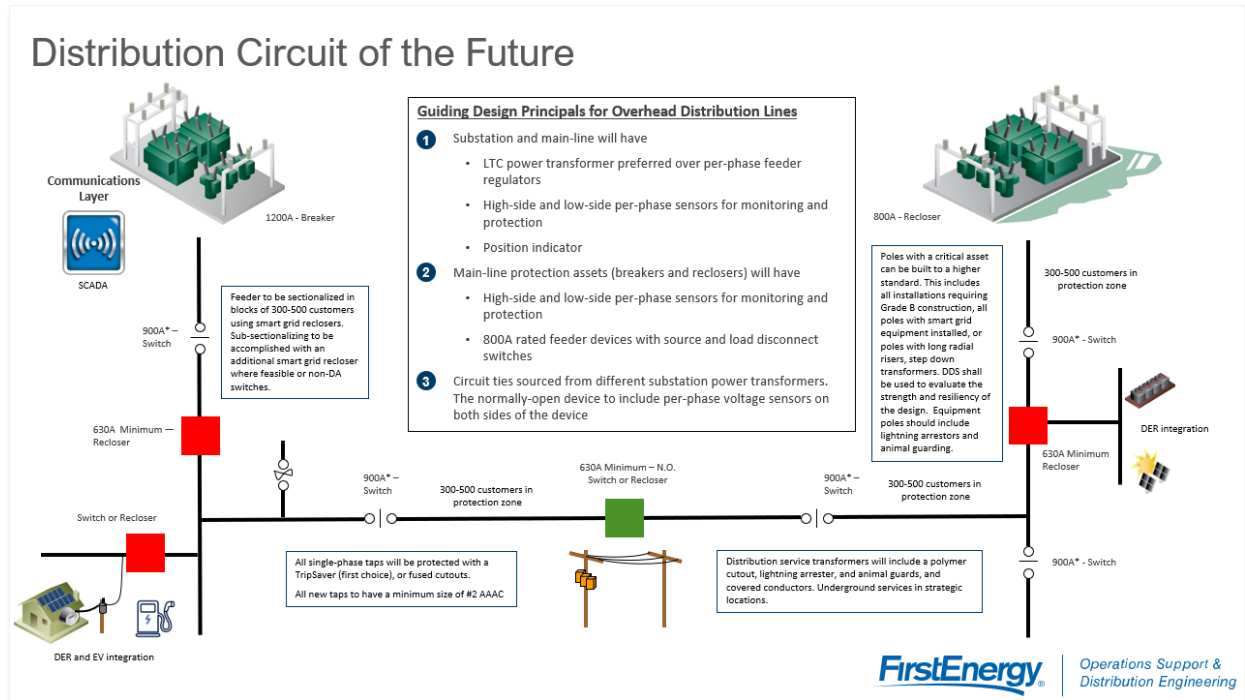 Distribution Circuit of the Future
Communications
Layer
SCADA
1200A - Breaker
Guiding Design Principals for Overhead Distribution Lines
1 Substation and main-line will have
• LTC power transformer preferred over per-phase feeder
regulators
• High-side and low-side per-phase sensors for monitoring and
protection
• Position indicator
2 Main-line protection assets (breakers and reclosers) will have
• High-side and low-side per-phase sensors for monitoring and
protection
• 800A rated feeder devices with source and load disconnect
switches
3 Circuit ties sourced from different substation power transformers.
The normally-open device to include per-phase voltage sensors on
both sides of the device
800A - Recloser
Feeder to be sectionalized in
blocks of 300-500 customers
using smart grid reclosers.
Sub-sectionalizing to be
accomplished with an
additional smart grid recloser
where feasible or non-DA
switches.
900A* –
Switch
630A Minimum —
Recloser
Switch or Recloser
DER and EV integration
900A* –
Switch
300-500 customers in
protection zone
630A Minimum – N.O.
Switch or Recloser
900A* –
Switch
300-500 customers in
protection zone
All single-phase taps will be protected with a
TripSaver (first choice), or fused cutouts.
All new taps to have a minimum size of #2 AAAC
Distribution service transformers will include a polymer
cutout, lightning arrester, and animal guards, and
covered conductors. Underground services in strategic
locations.
Poles with a critical asset
can be built to a higher
standard. This includes
all installations requiring
Grade B construction, all
poles with smart grid
equipment installed, or
poles with long radial
risers, step down
transformers. DDS shall
be used to evaluate the
strength and resiliency of
the design. Equipment
poles should include
lightning arrestors and
animal guarding.
300-500 customers in
protection zone
900A* - Switch
630A Minimum
Recloser
DER integration
900A* - Switch
FirstEnergy®
Operations Support &
Distribution Engineering